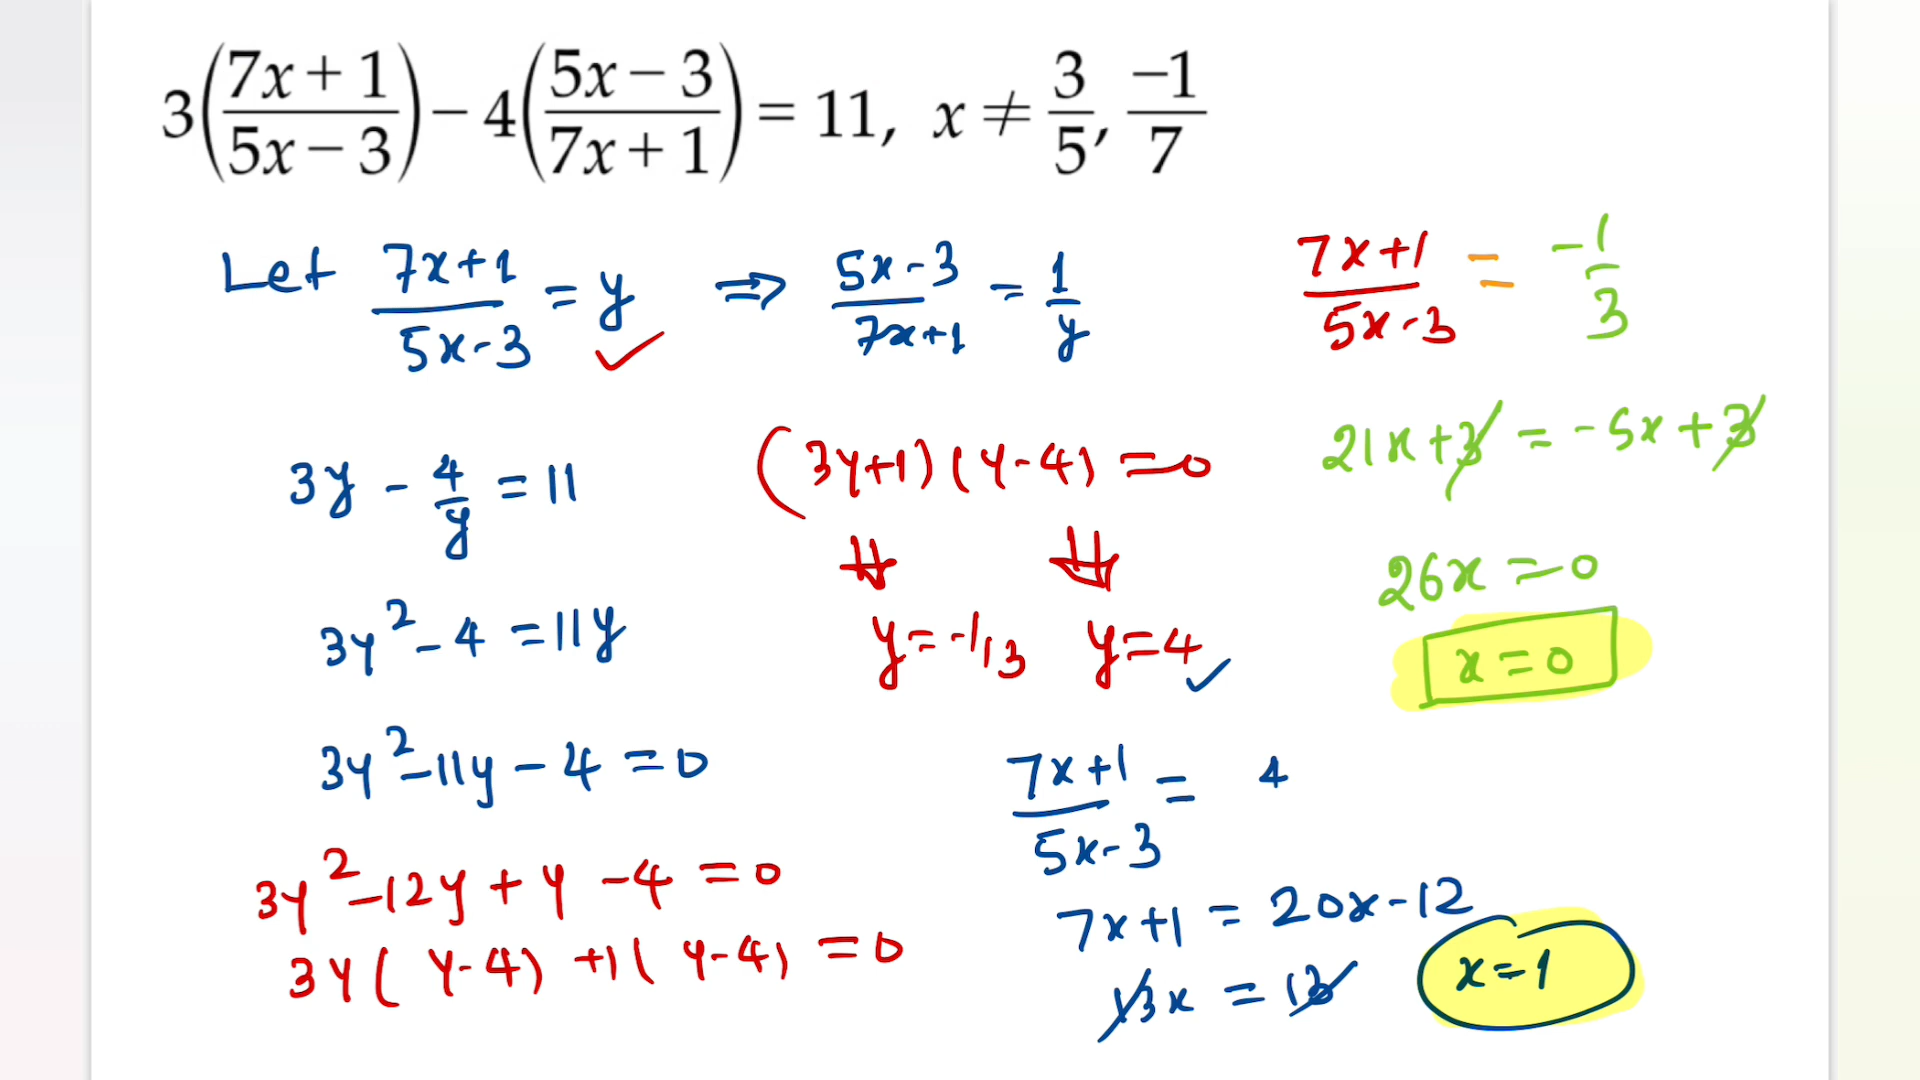 3(7x + 1/5x − 3) − 4(5x − 3/7x + 1) = 11, x ≠ 3/5, −1/7
Let 7x+1/5x-3 = y ⇒ 5x-3/7x+1 = 1/y
3y - 4/y = 11
3y² - 4 = 11y
3y² - 11y - 4 = 0
3y² - 12y + y - 4 = 0
3y( y-4) +1( y-4) = 0
(3y+1) (y-4) = 0
y = -1/3 y = 4
7x+1/5x-3 = 4
7x+1 = 20x-12
13x = 13
x = 1
7x+1/5x-3 = -1/3
21x+3 = -5x+3
26x = 0
x = 0